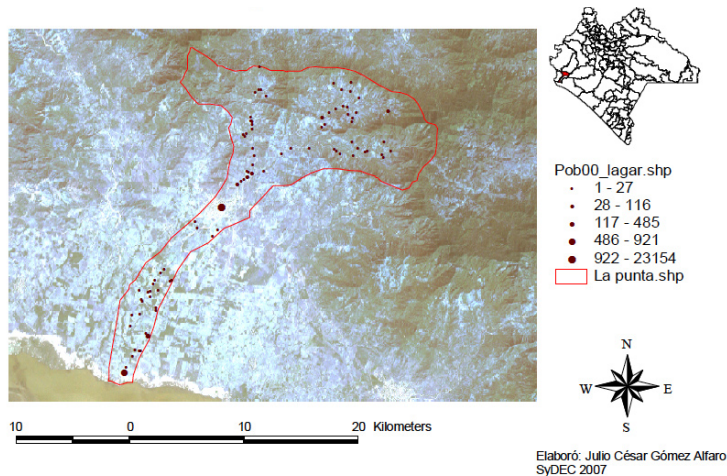 Pob00_lagar.shp
1 - 27
28 - 116
117 - 485
486 - 921
922 - 23154
La punta.shp
N
W E
S
10 0 10 20 Kilometers
Elaboró: Julio César Gómez Alfaro
SyDEC 2007